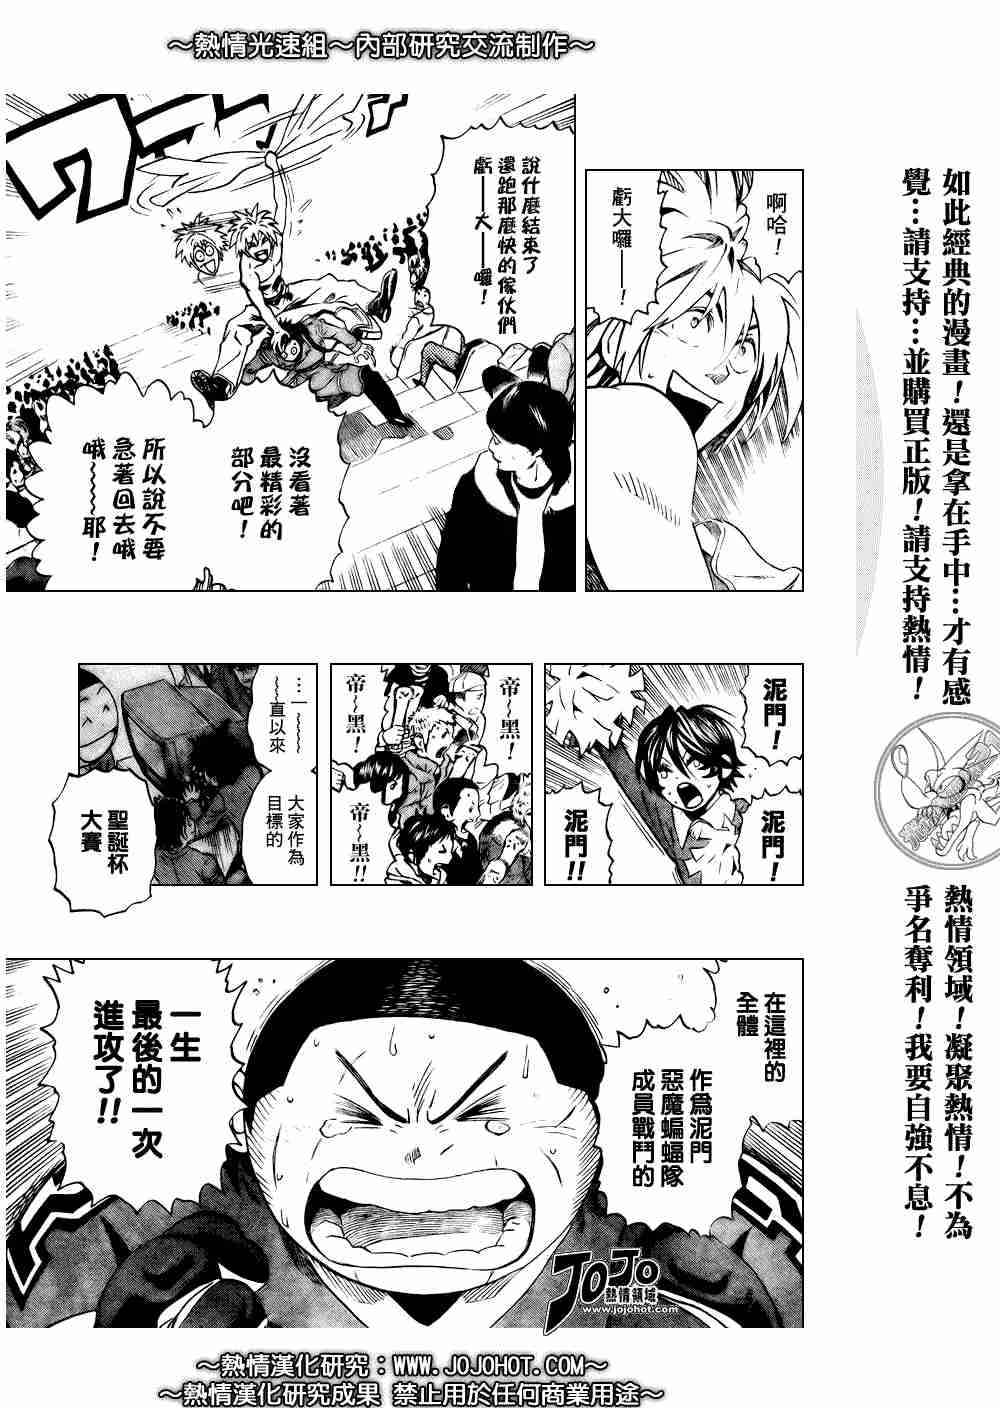 ～熱情光速組～內部研究交流制作～
啊哈！
虧大囉——！
說什麼結束了
還跑那麼快的傢伙們
虧——大——囉！
沒看著
最精彩的
部分吧！
所以說不要
急著回去哦
哦～～～耶！
ワアアア
泥門！
泥門！
泥門！！
帝～黑！
帝～黑！
帝～黑！！
…一～～～～直以來
大家作為
目標的
聖誕杯
大賽
在這裡的
全體
作為泥門
惡魔蝙蝠隊
成員戰鬥的
一生
最後的一次
進攻了！！
JOJO
熱情領域
www.jojohot.com
如此經典的漫畫！還是拿在手中…才有感
覺…請支持…並購買正版！請支持熱情！
熱情領域！凝聚熱情！不為
爭名奪利！我要自強不息！
～熱情漢化研究：WWW.JOJOHOT.COM～
～熱情漢化研究成果 禁止用於任何商業用途～